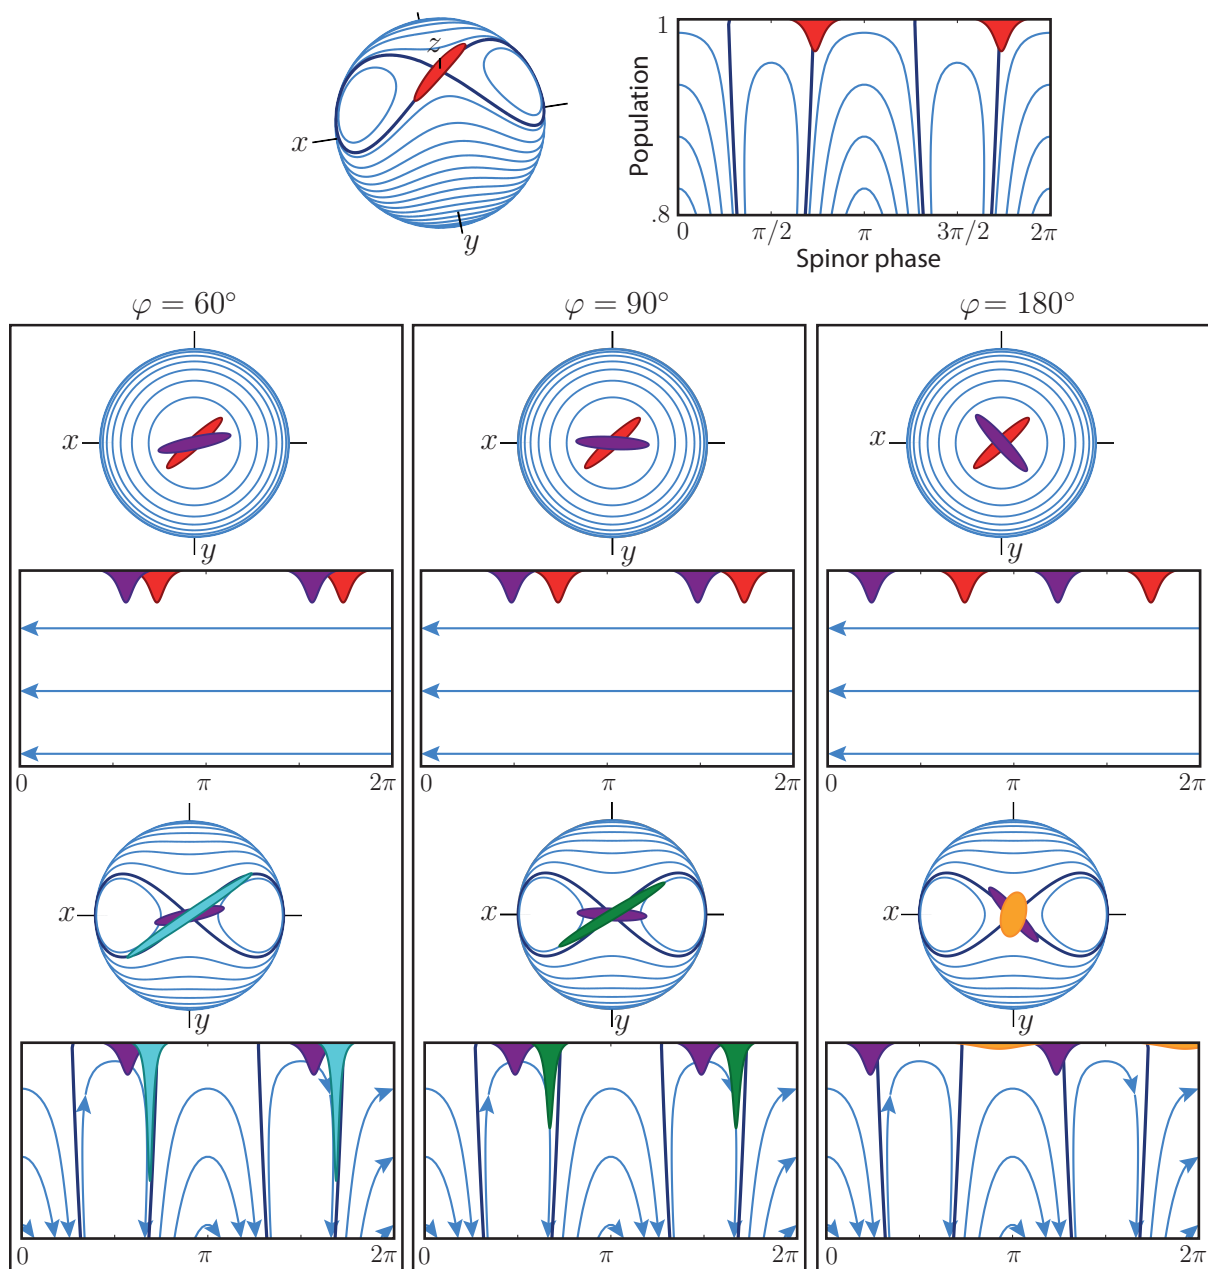 z
x
y
1
Population
.8
0 π/2 π 3π/2 2π
Spinor phase
φ = 60°
x
y
0 π 2π
x
y
0 π 2π
φ = 90°
x
y
0 π 2π
x
y
0 π 2π
φ = 180°
x
y
0 π 2π
x
y
0 π 2π